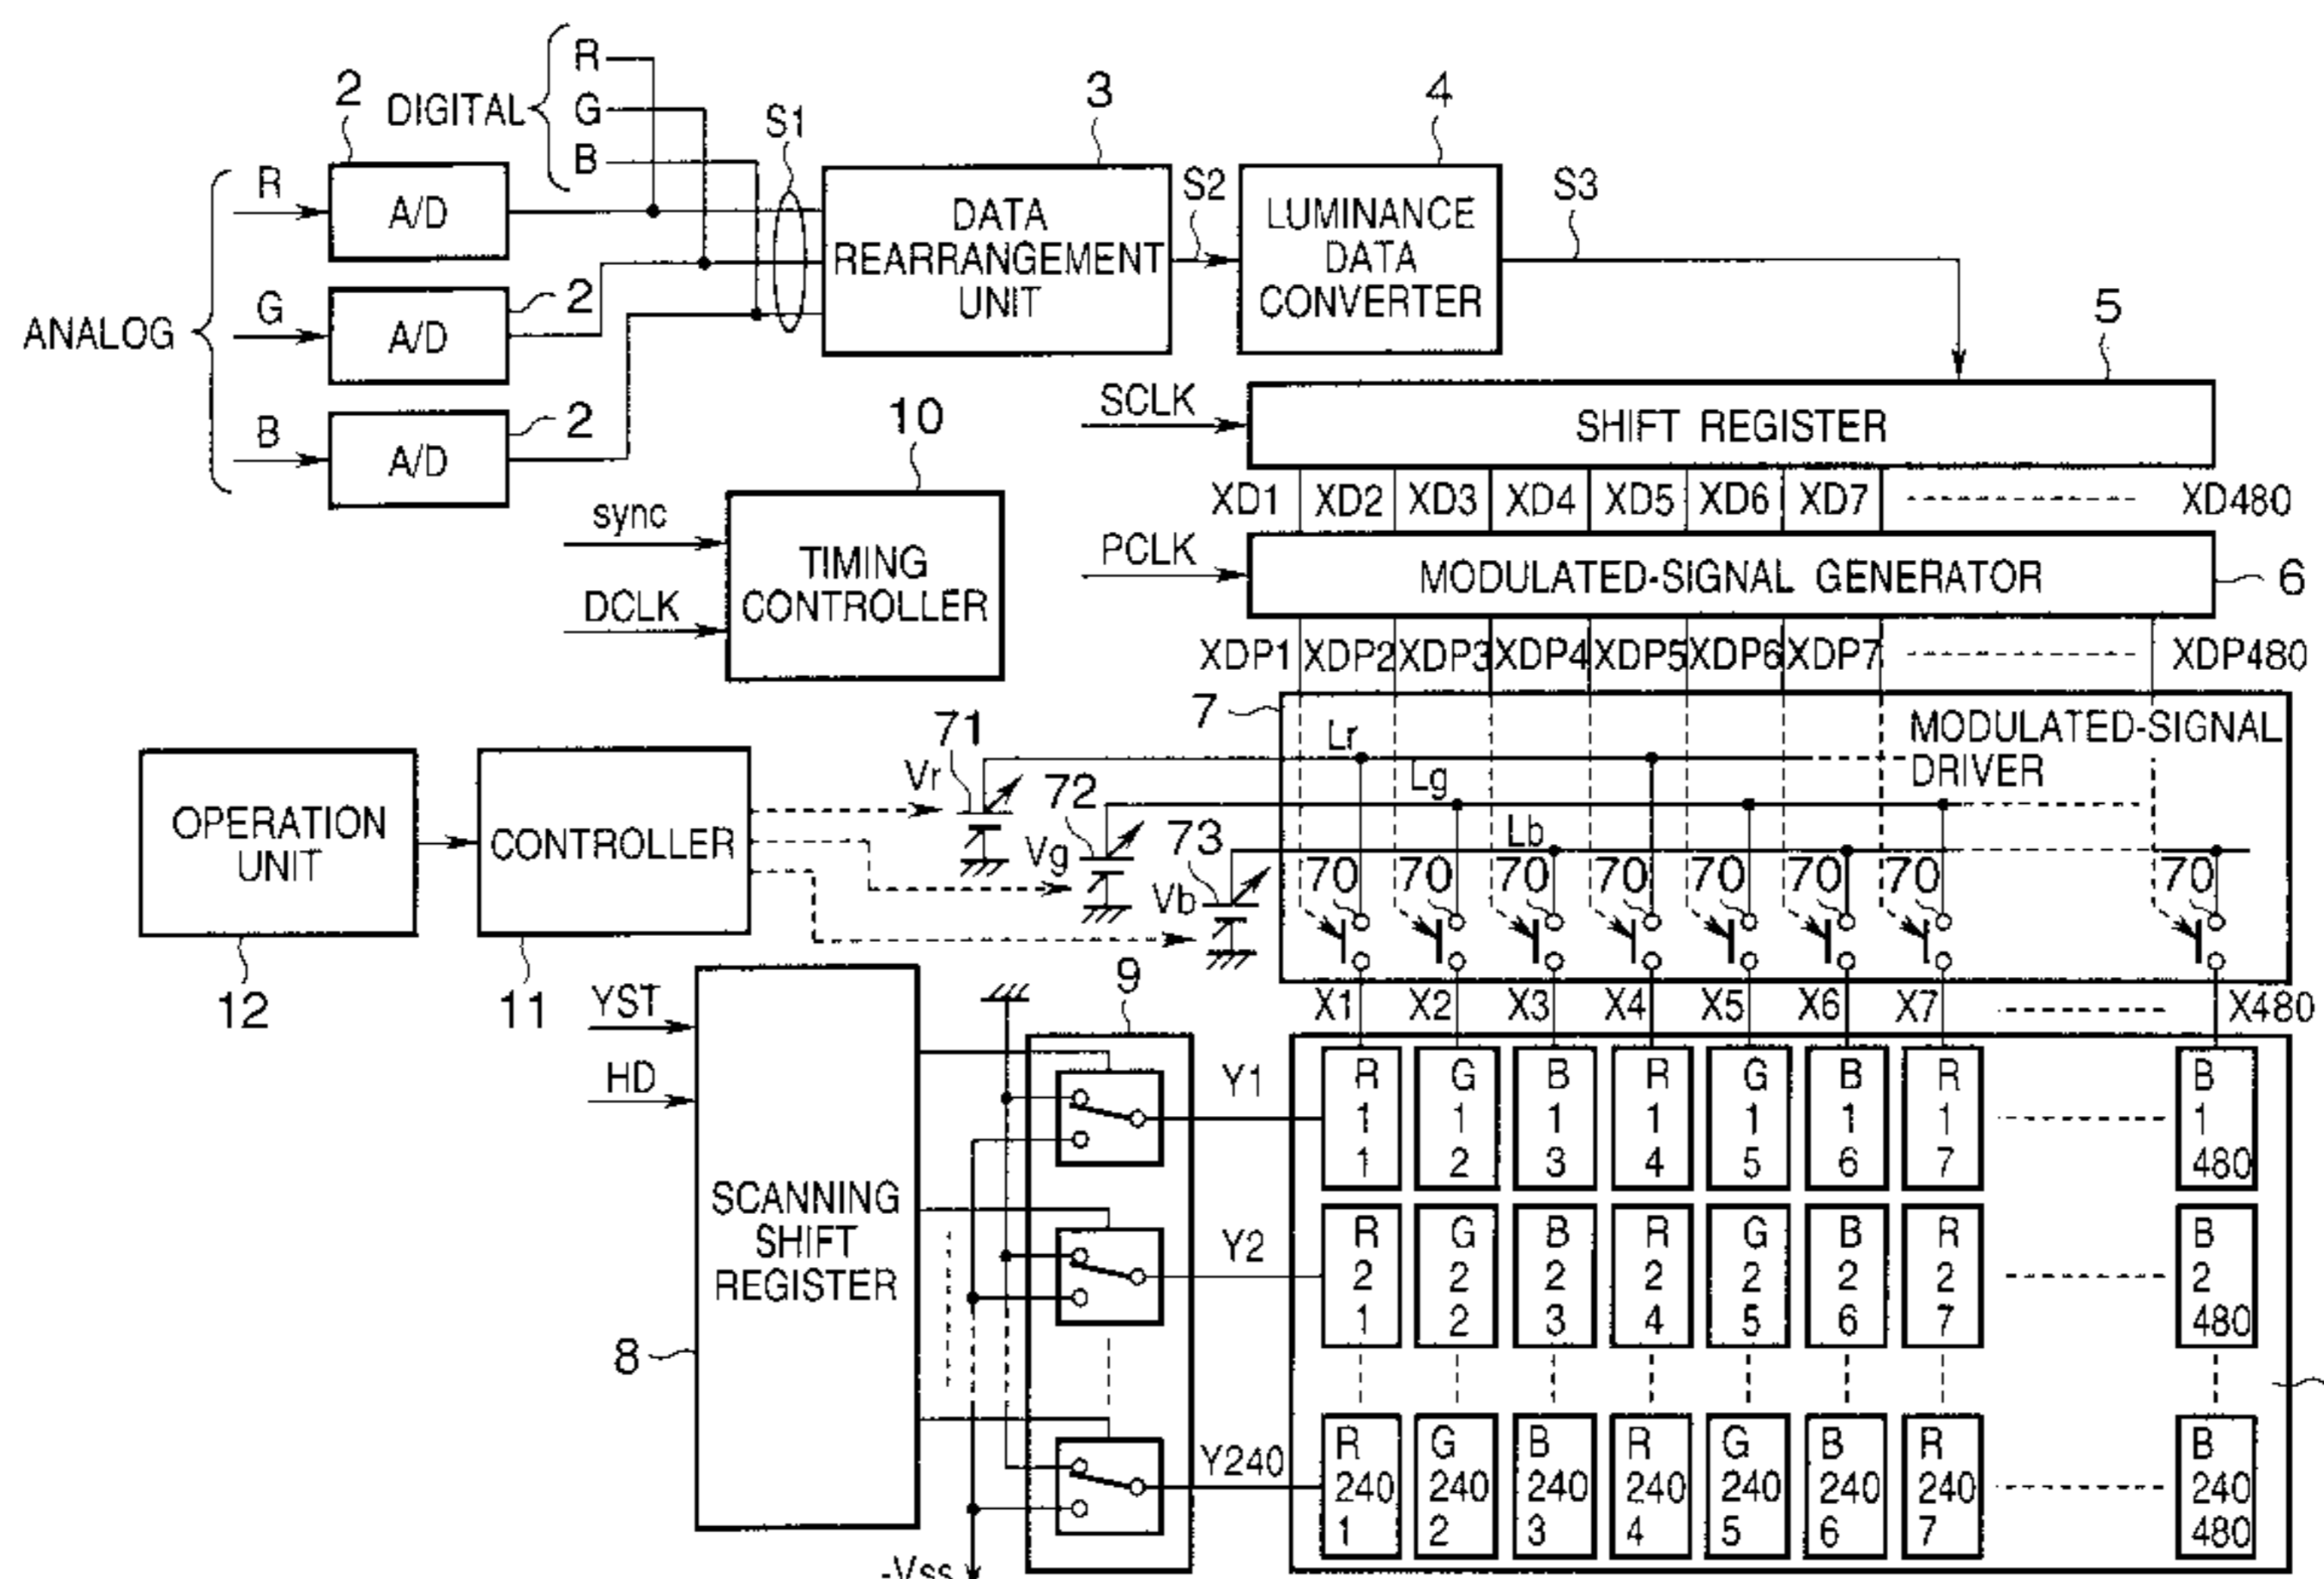 DIGITAL
R
G
B
2
S1
3
4
ANALOG
R
A/D
G
A/D
2
B
A/D
2
DATA
REARRANGEMENT
UNIT
S2
LUMINANCE
DATA
CONVERTER
S3
5
SCLK
SHIFT REGISTER
XD1 XD2 XD3 XD4 XD5 XD6 XD7 XD480
10
sync
DCLK
TIMING
CONTROLLER
PCLK
MODULATED-SIGNAL GENERATOR
6
XDP1 XDP2 XDP3 XDP4 XDP5 XDP6 XDP7 XDP480
7
MODULATED-SIGNAL
DRIVER
Lr
Lg
Lb
71
Vr
72
Vg
73
Vb
70 70 70 70 70 70 70 70
OPERATION
UNIT
12
CONTROLLER
11
X1 X2 X3 X4 X5 X6 X7 X480
YST
HD
SCANNING
SHIFT
REGISTER
8
9
Y1
Y2
Y240
-Vss
R G B R G B R B
1 1 1 1 1 1 1 1
1 2 3 4 5 6 7 480
R G B R G B R B
2 2 2 2 2 2 2 2
1 2 3 4 5 6 7 480
R G B R G B R B
240 240 240 240 240 240 240 240
1 2 3 4 5 6 7 480